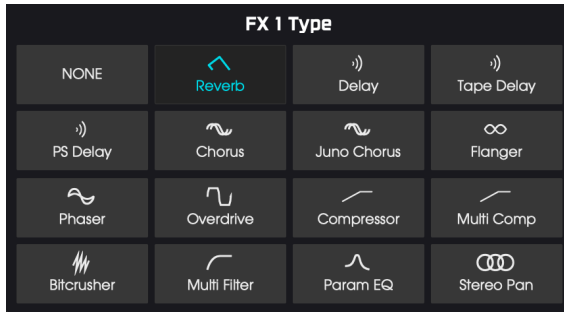 FX 1 Type
NONE
Reverb
Delay
Tape Delay
PS Delay
Chorus
Juno Chorus
Flanger
Phaser
Overdrive
Compressor
Multi Comp
Bitcrusher
Multi Filter
Param EQ
Stereo Pan